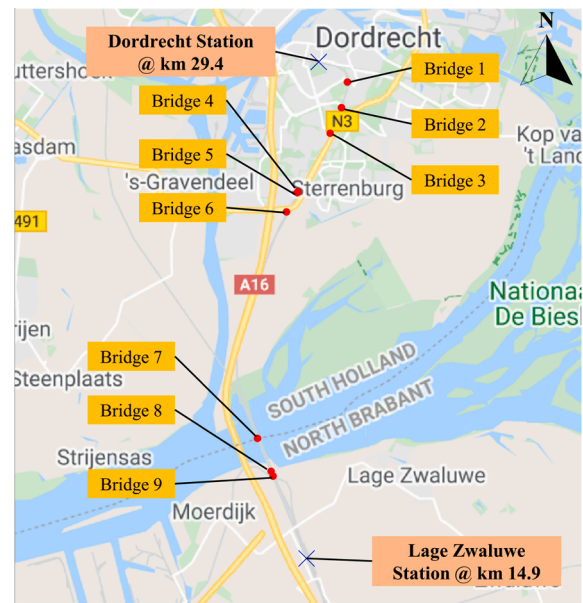 Dordrecht Station
@ km 29.4
Dordrecht
N
uttershoek
Bridge 1
Bridge 4
N3
Bridge 2
Kop va
't Land
asdam
Bridge 5
's-Gravendeel
Sterrenburg
Bridge 3
491
Bridge 6
A16
Nationaa
De Bies
rijen
Bridge 7
SOUTH HOLLAND
Steenplaats
NORTH BRABANT
Bridge 8
Strijensas
Bridge 9
Lage Zwaluwe
Moerdijk
Lage Zwaluwe
Station @ km 14.9